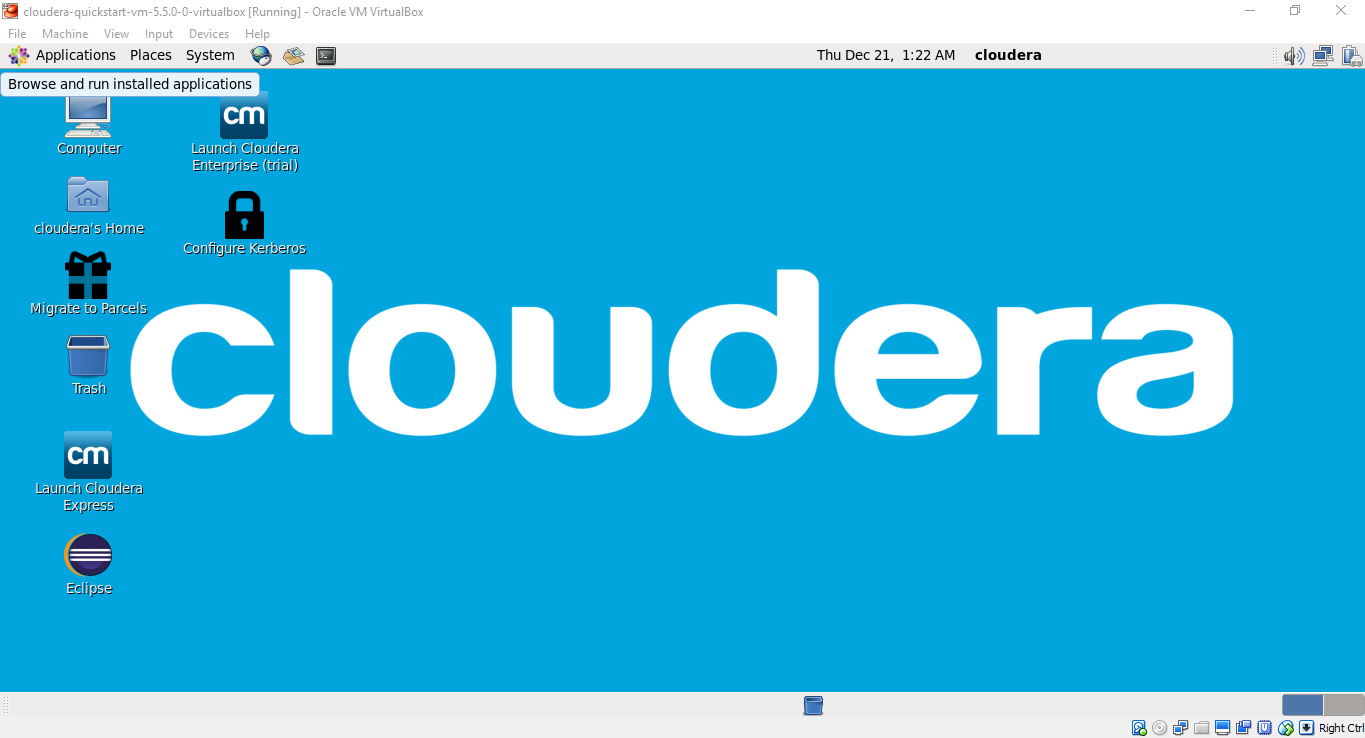 cloudera-quickstart-vm-5.5.0-0-virtualbox [Running] - Oracle VM VirtualBox
File Machine View Input Devices Help
Applications Places System Thu Dec 21, 1:22 AM cloudera
Browse and run installed applications
cm
Computer
Launch Cloudera
Enterprise (trial)
cloudera's Home
Configure Kerberos
Migrate to Parcels
cloudera
Trash
cm
Launch Cloudera
Express
Eclipse
Right Ctrl